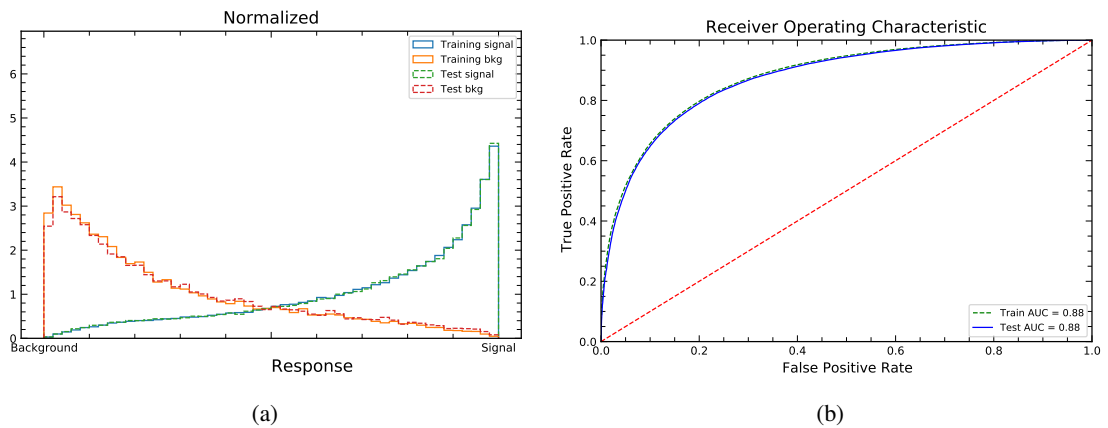 Normalized
Training signal
Training bkg
Test signal
Test bkg
6
5
4
3
2
1
0
Background
Signal
Response
(a)
Receiver Operating Characteristic
True Positive Rate
1.0
0.8
0.6
0.4
0.2
0.0
Train AUC = 0.88
Test AUC = 0.88
0.0 0.2 0.4 0.6 0.8 1.0
False Positive Rate
(b)